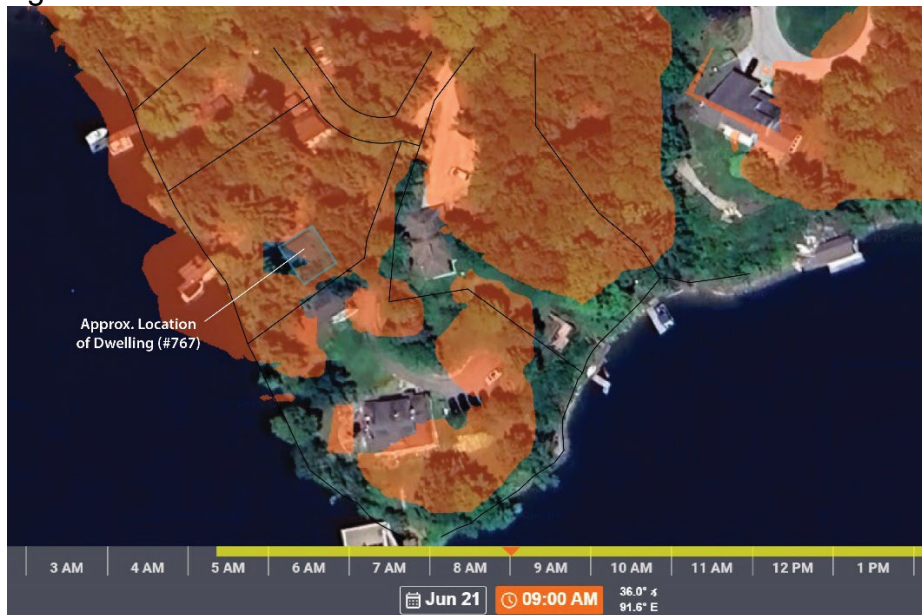 Approx. Location
of Dwelling (#767)
3 AM 4 AM 5 AM 6 AM 7 AM 8 AM 9 AM 10 AM 11 AM 12 PM 1 PM
Jun 21 09:00 AM 36.0°
91.6° E